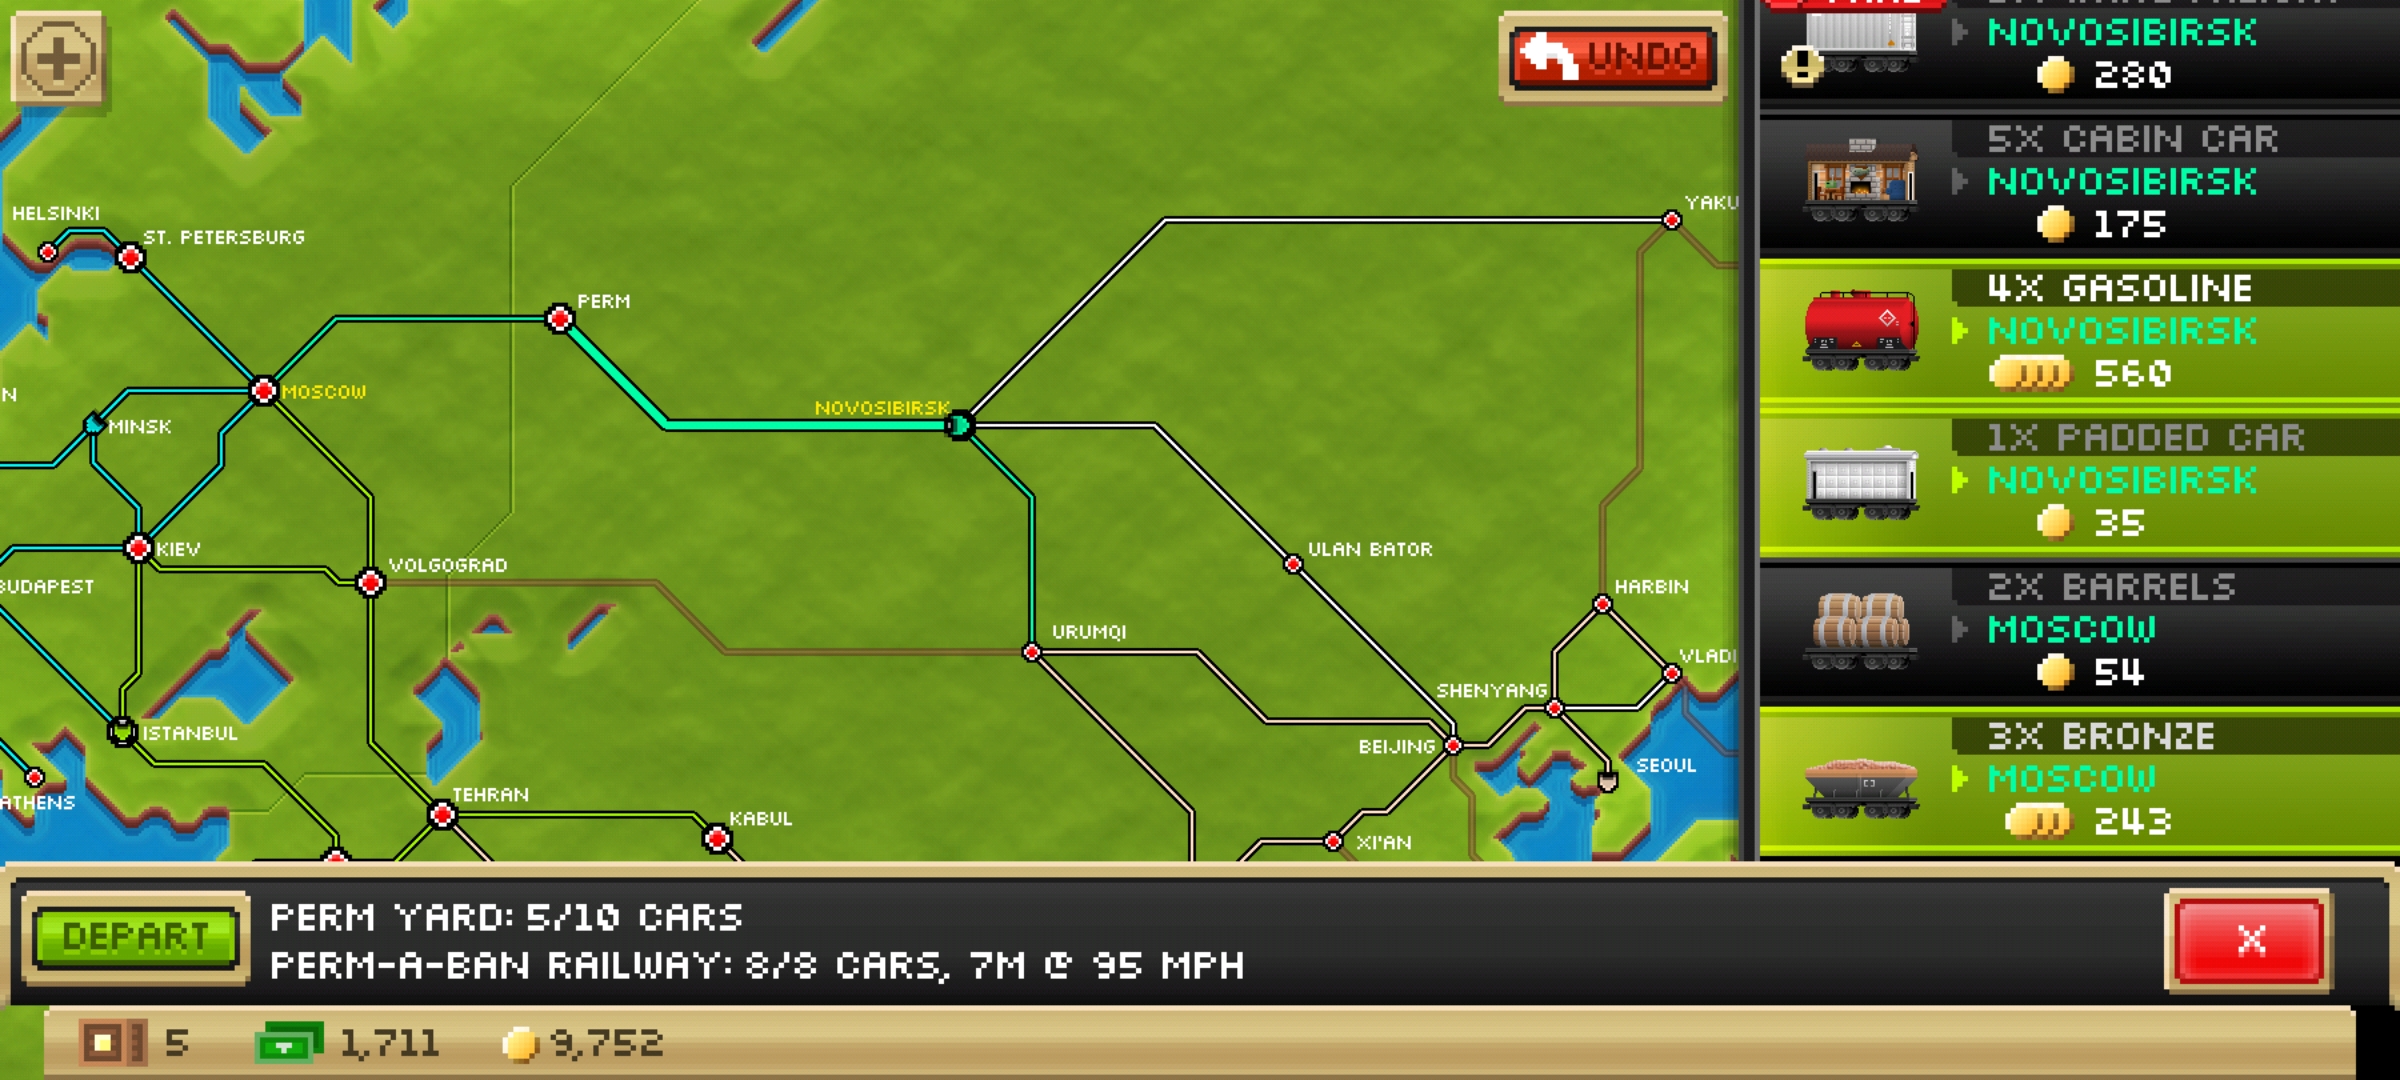 UNDO
NOVOSIBIRSK
280
5X CABIN CAR
NOVOSIBIRSK
175
4X GASOLINE
NOVOSIBIRSK
560
1X PADDED CAR
NOVOSIBIRSK
35
2X BARRELS
MOSCOW
54
3X BRONZE
MOSCOW
243
YAKU
HELSINKI
ST. PETERSBURG
PERM
MOSCOW
NOVOSIBIRSK
N
MINSK
KIEV
VOLGOGRAD
ULAN BATOR
BUDAPEST
HARBIN
URUMQI
VLADI
SHENYANG
ISTANBUL
BEIJING
SEOUL
ATHENS
TEHRAN
KABUL
XI'AN
DEPART
PERM YARD: 5/10 CARS
PERM-A-BAN RAILWAY: 8/8 CARS, 7M @ 95 MPH
X
5
1,711
9,752